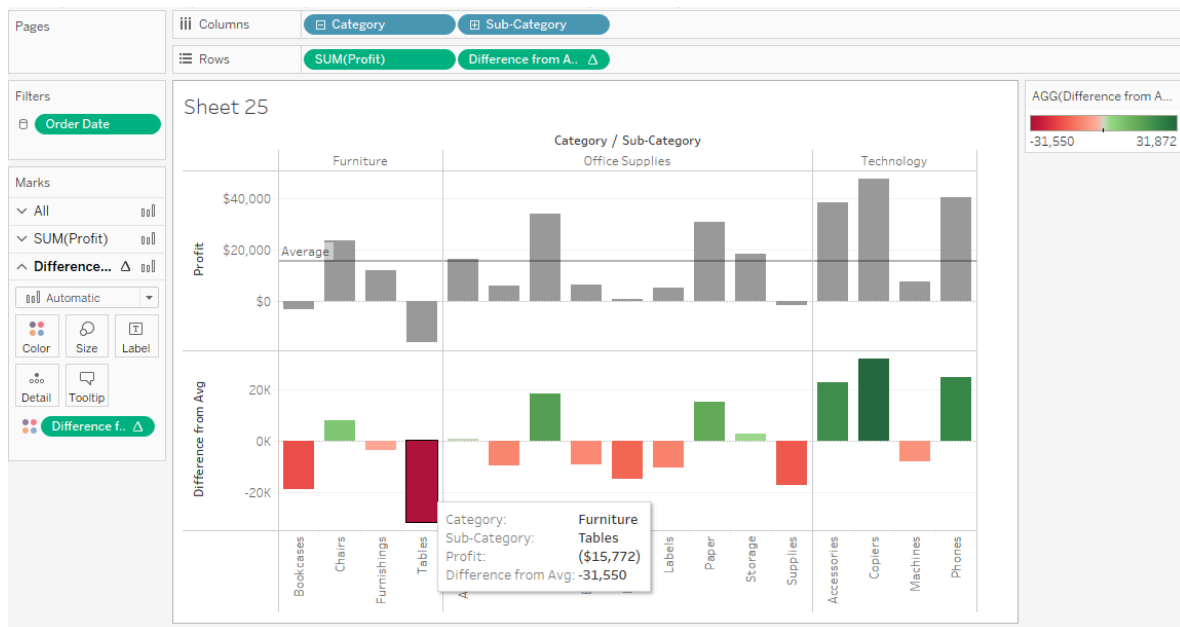 Pages
Columns
Category
Sub-Category
Rows
SUM(Profit)
Difference from A..
Filters
Order Date
Marks
All
SUM(Profit)
Difference...
Automatic
Color
Size
Label
Detail
Tooltip
Difference f..
Sheet 25
Category / Sub-Category
Furniture
Office Supplies
Technology
Profit
$40,000
$20,000
$0
Average
Difference from Avg
20K
0K
-20K
Category: Furniture
Sub-Category: Tables
Profit: ($15,772)
Difference from Avg: -31,550
Bookcases
Chairs
Furnishings
Tables
Labels
Paper
Storage
Supplies
Accessories
Copiers
Machines
Phones
AGG(Difference from A...
-31,550 31,872